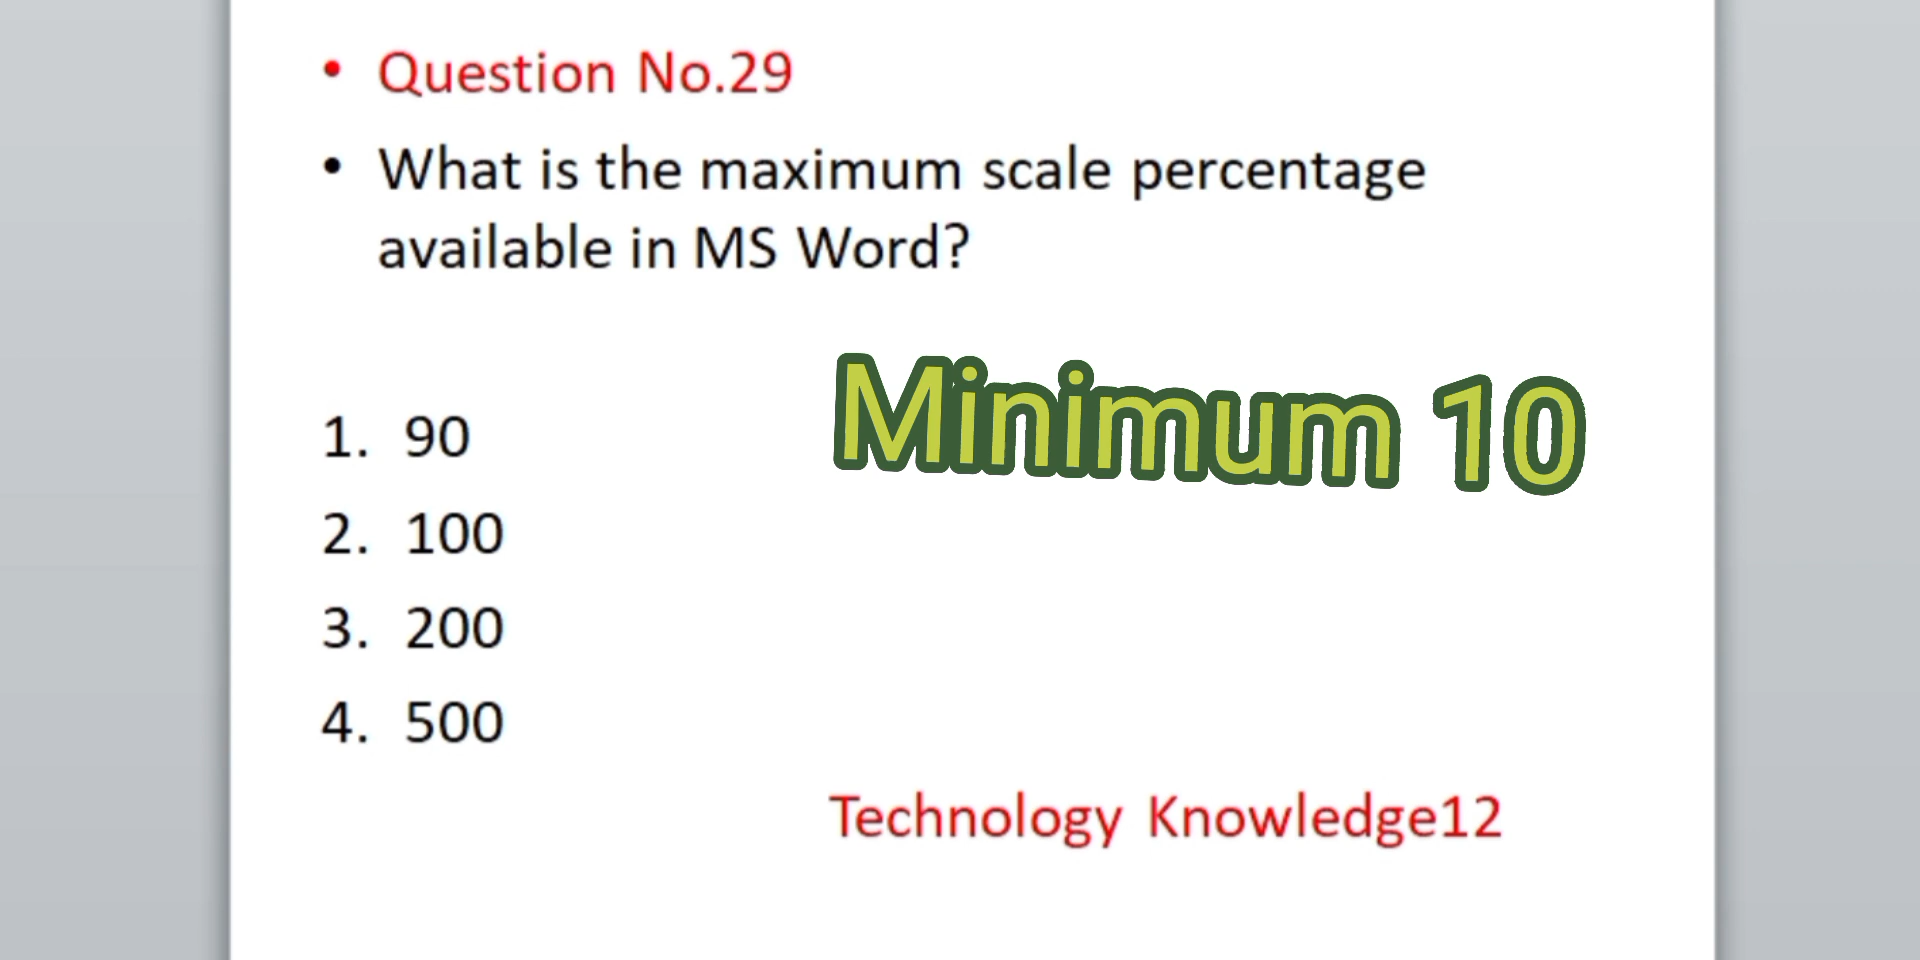 • Question No.29
• What is the maximum scale percentage
available in MS Word?
Minimum 10
1. 90
2. 100
3. 200
4. 500
Technology Knowledge12